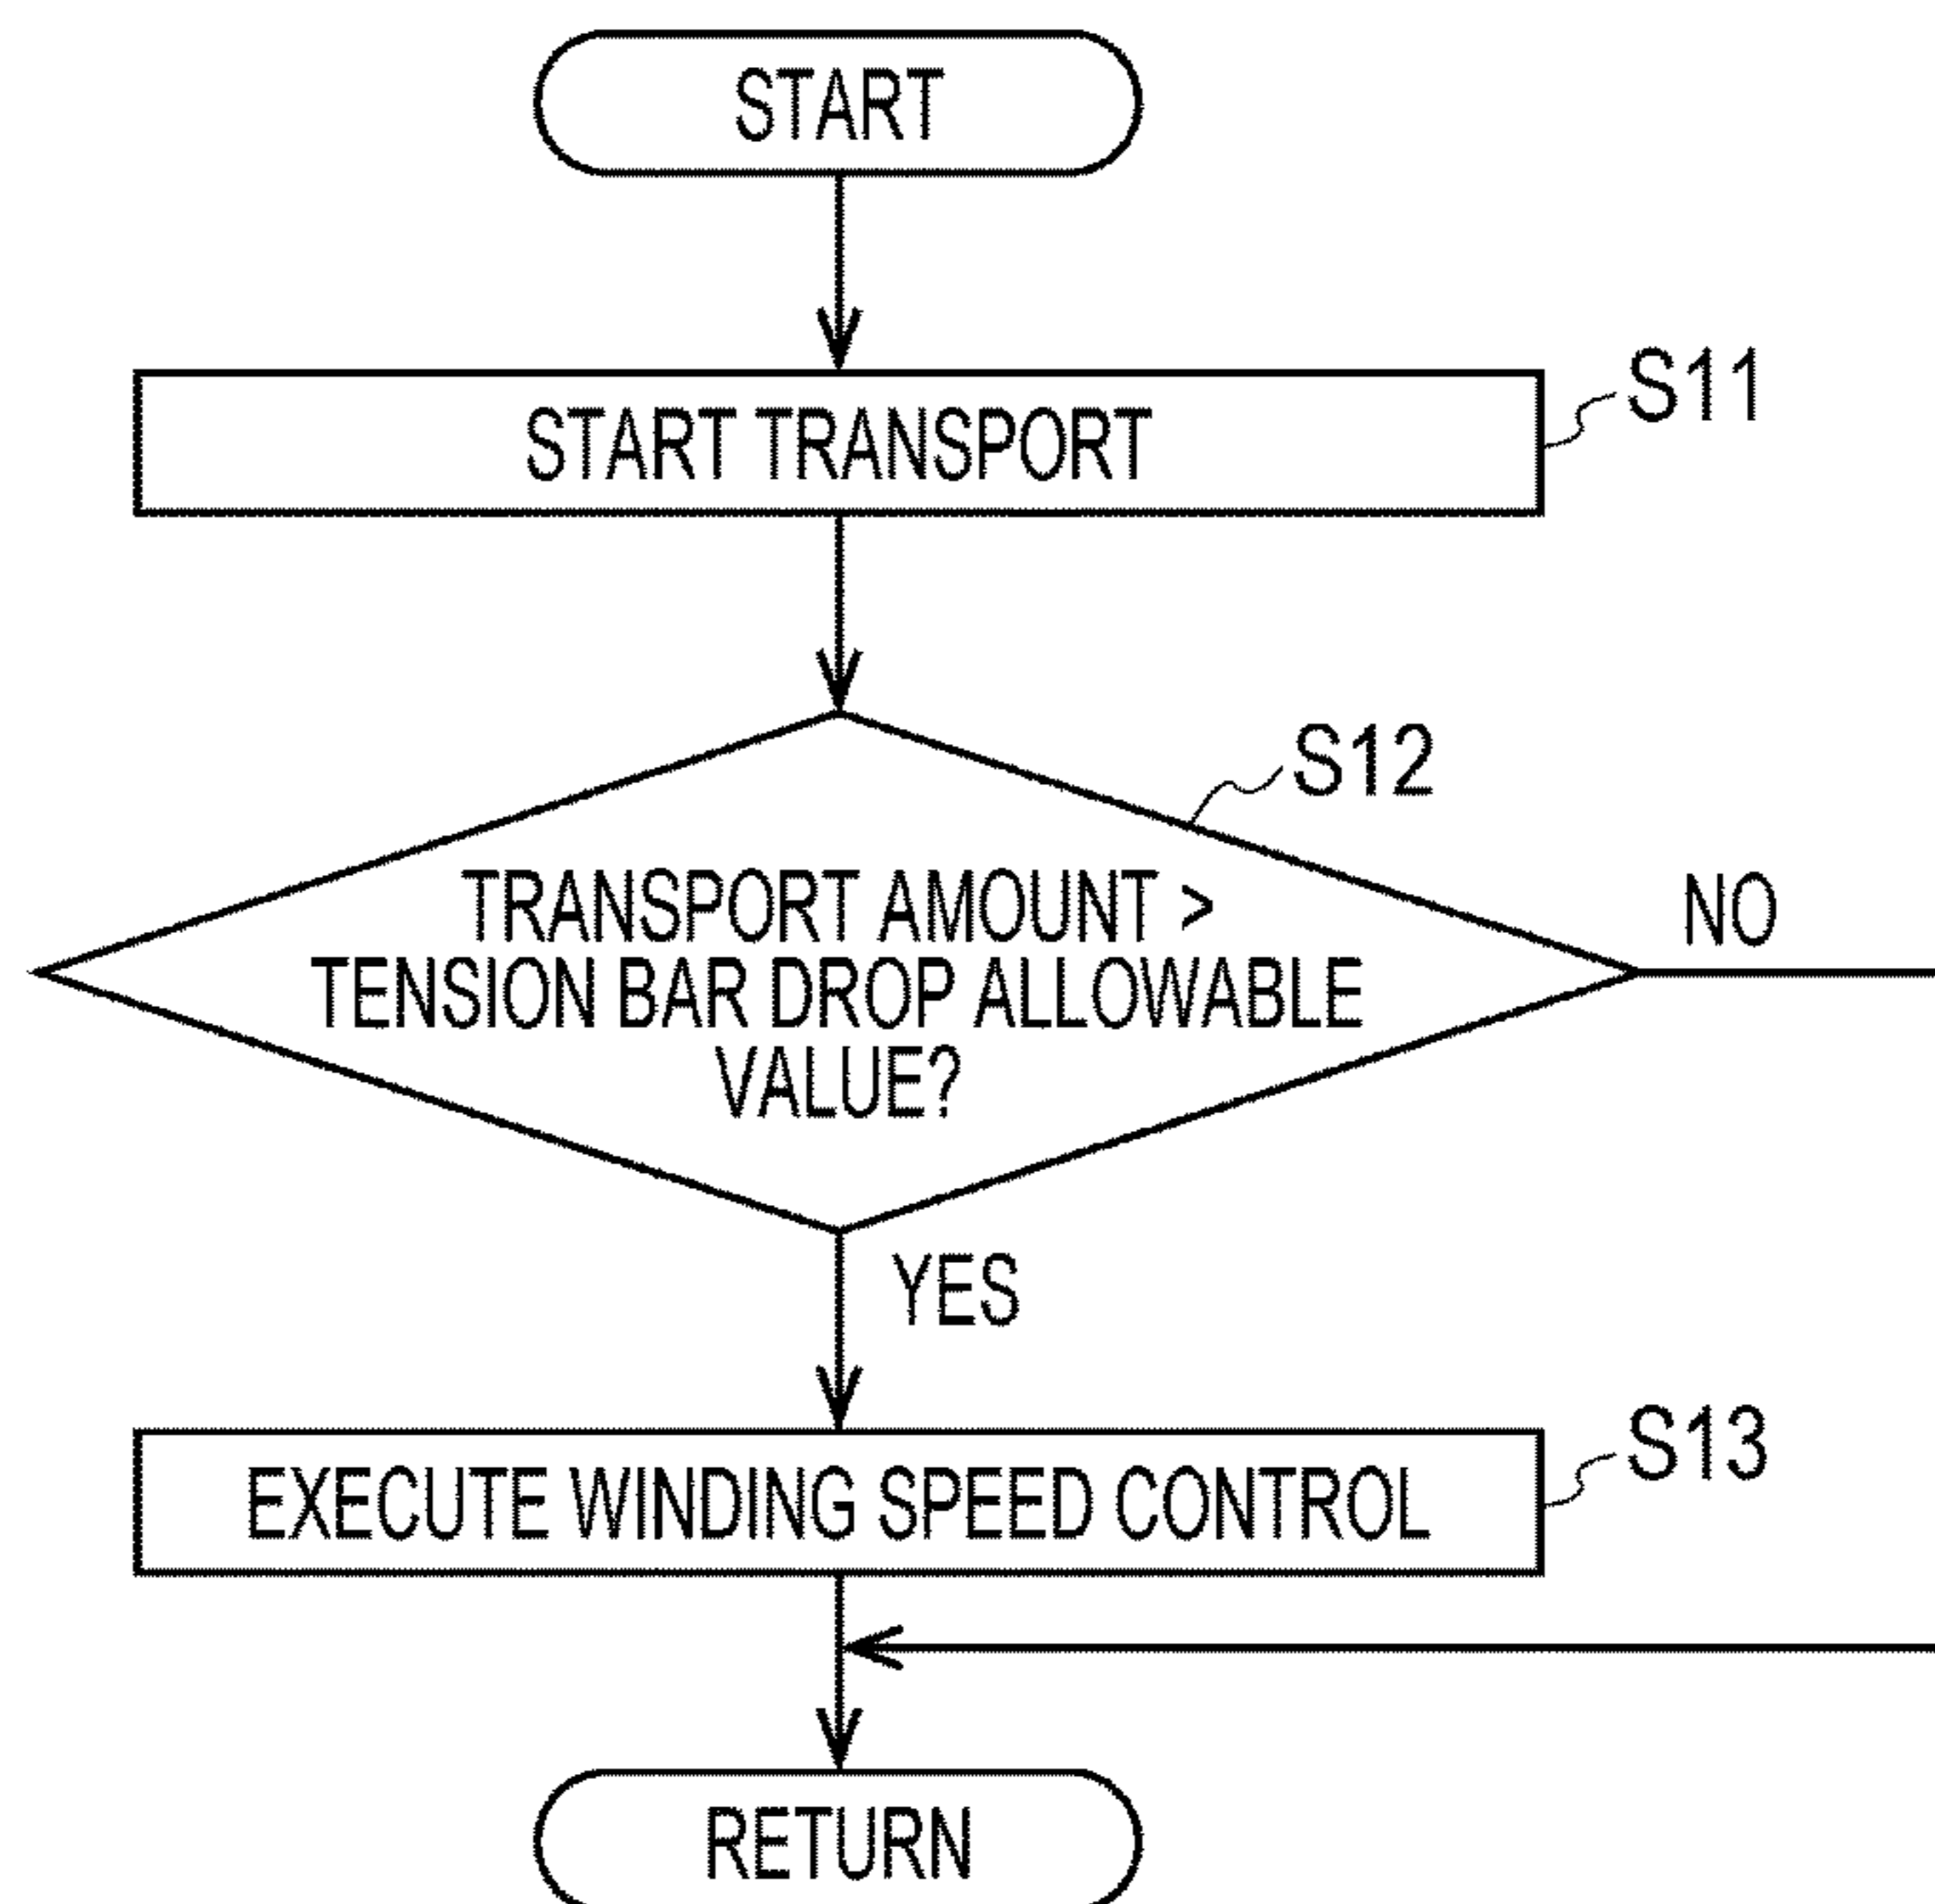 START
START TRANSPORT
S11
S12
TRANSPORT AMOUNT >
TENSION BAR DROP ALLOWABLE
VALUE?
NO
YES
EXECUTE WINDING SPEED CONTROL
S13
RETURN